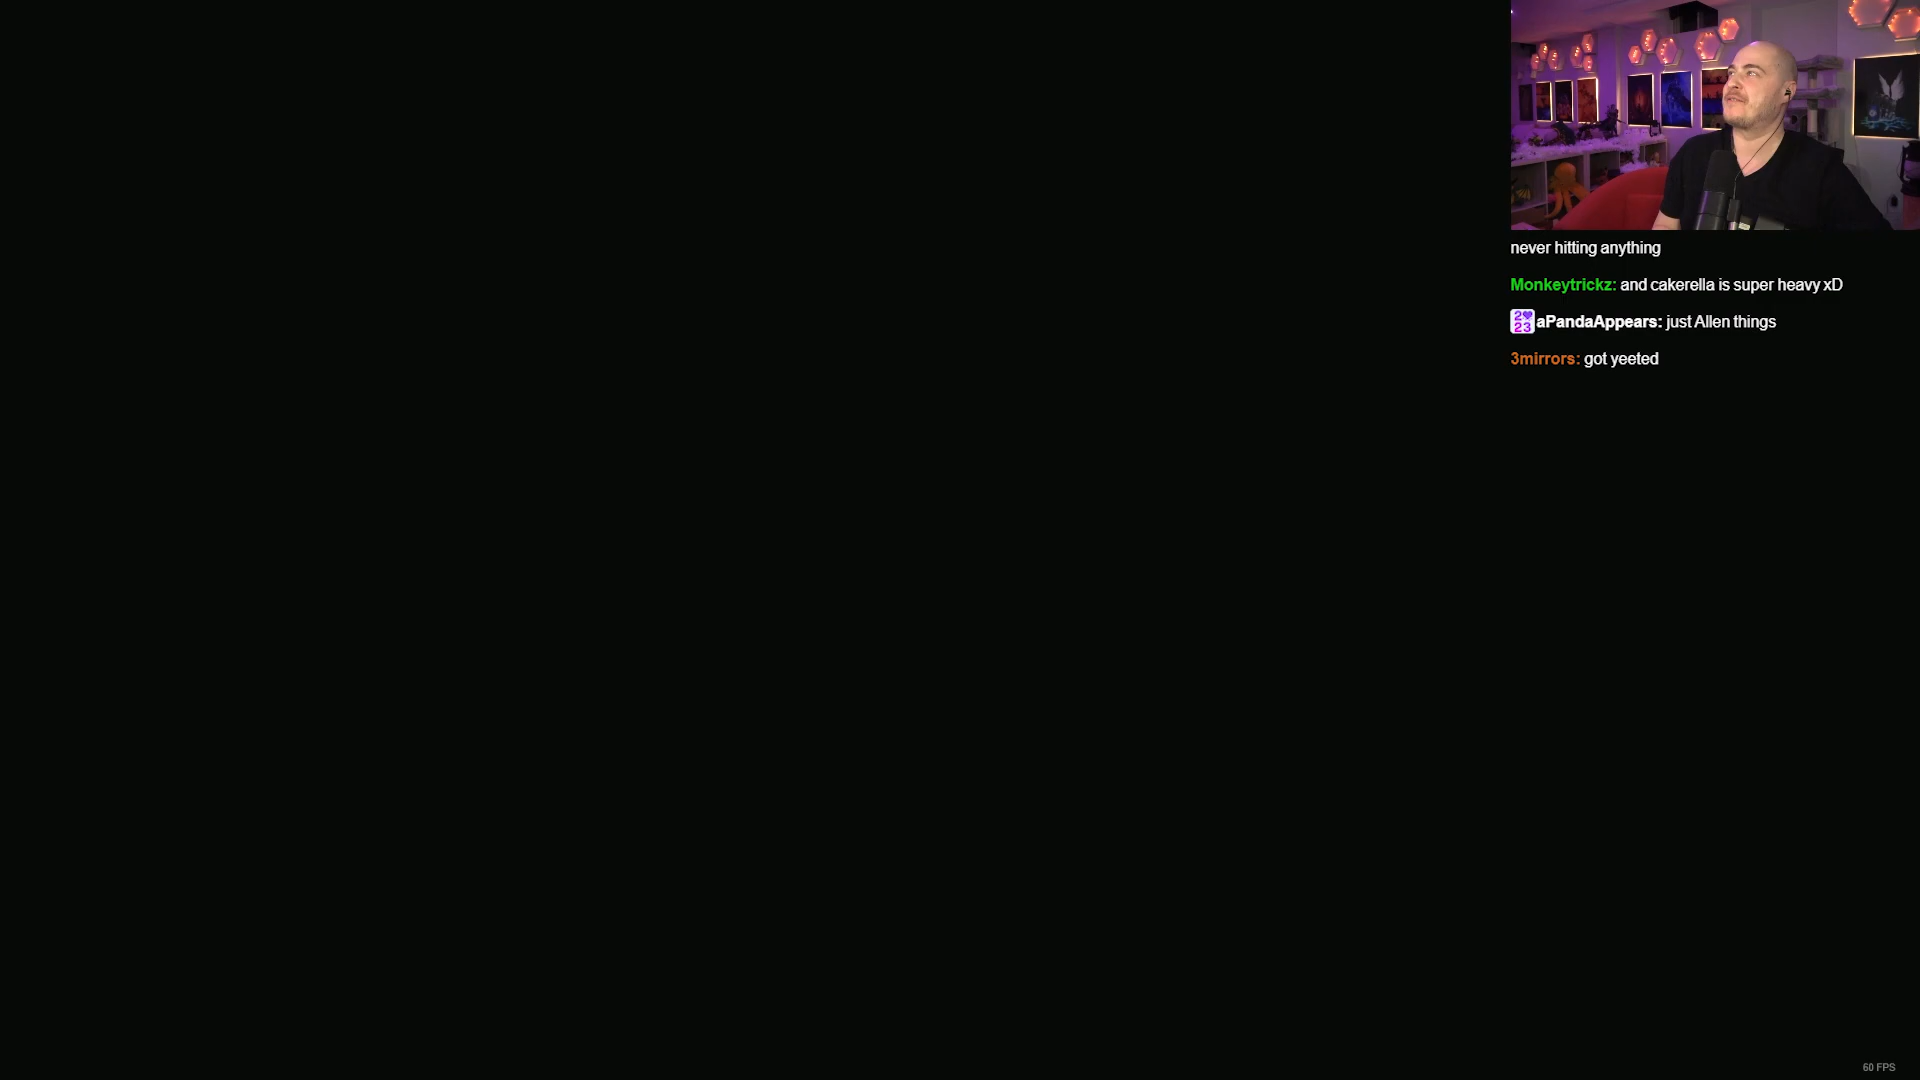 never hitting anything
Monkeytrickz: and cakerella is super heavy xD
2023 aPandaAppears: just Allen things
3mirrors: got yeeted
60 FPS